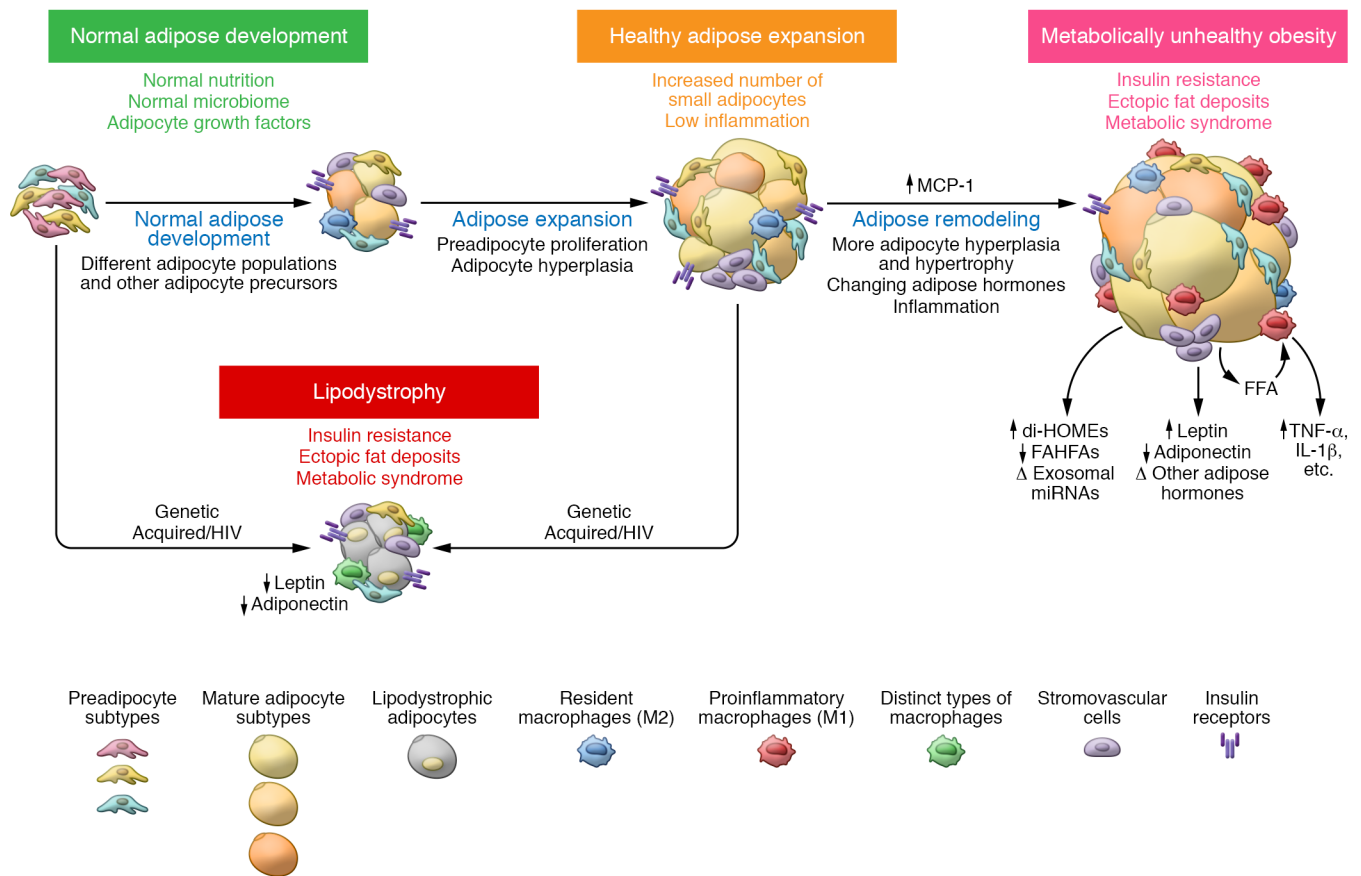 Normal adipose development
Normal nutrition
Normal microbiome
Adipocyte growth factors
Healthy adipose expansion
Increased number of
small adipocytes
Low inflammation
Metabolically unhealthy obesity
Insulin resistance
Ectopic fat deposits
Metabolic syndrome
Normal adipose
development
Different adipocyte populations
and other adipocyte precursors
Adipose expansion
Preadipocyte proliferation
Adipocyte hyperplasia
↑ MCP-1
Adipose remodeling
More adipocyte hyperplasia
and hypertrophy
Changing adipose hormones
Inflammation
FFA
↑ di-HOMEs
↓ FAHFAs
Δ Exosomal
miRNAs
↑ Leptin
↓ Adiponectin
Δ Other adipose
hormones
↑ TNF-α,
IL-1β,
etc.
Lipodystrophy
Insulin resistance
Ectopic fat deposits
Metabolic syndrome
Genetic
Acquired/HIV
Genetic
Acquired/HIV
↓ Leptin
↓ Adiponectin
Preadipocyte
subtypes
Mature adipocyte
subtypes
Lipodystrophic
adipocytes
Resident
macrophages (M2)
Proinflammatory
macrophages (M1)
Distinct types of
macrophages
Stromovascular
cells
Insulin
receptors